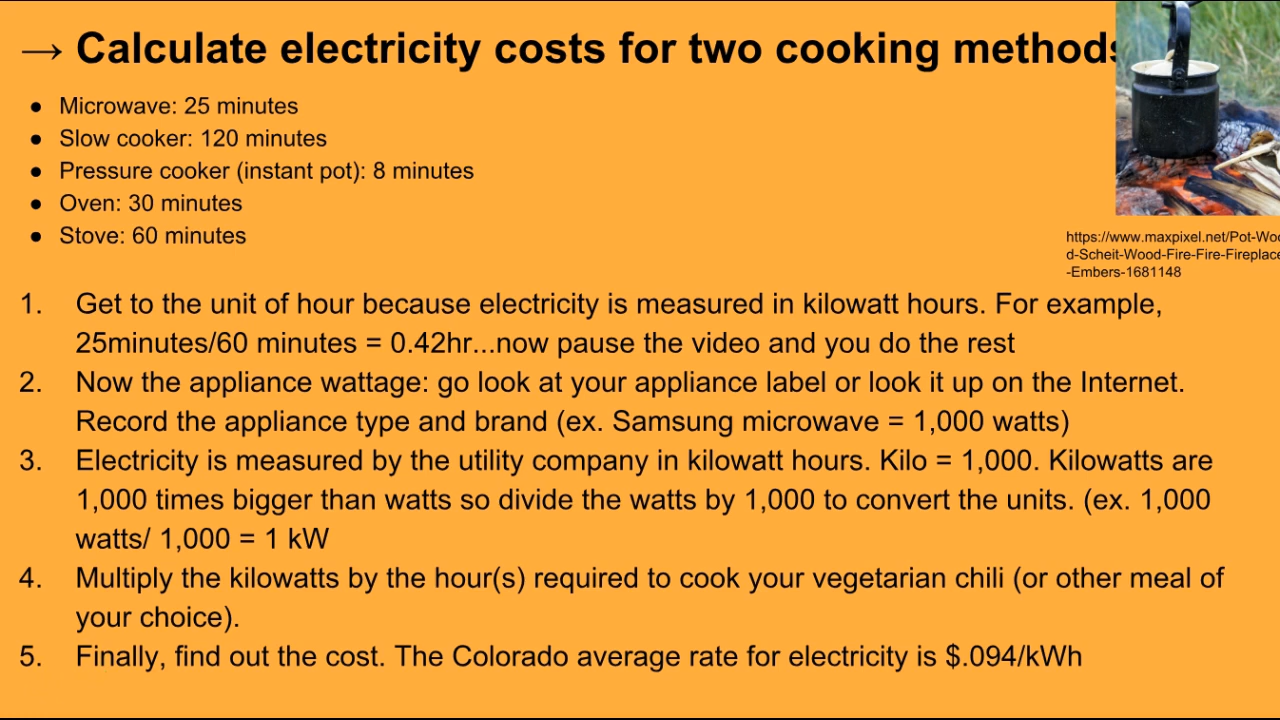 → Calculate electricity costs for two cooking methods
● Microwave: 25 minutes
● Slow cooker: 120 minutes
● Pressure cooker (instant pot): 8 minutes
● Oven: 30 minutes
● Stove: 60 minutes
https://www.maxpixel.net/Pot-Woo
d-Scheit-Wood-Fire-Fire-Fireplace
-Embers-1681148
1. Get to the unit of hour because electricity is measured in kilowatt hours. For example,
25minutes/60 minutes = 0.42hr...now pause the video and you do the rest
2. Now the appliance wattage: go look at your appliance label or look it up on the Internet.
Record the appliance type and brand (ex. Samsung microwave = 1,000 watts)
3. Electricity is measured by the utility company in kilowatt hours. Kilo = 1,000. Kilowatts are
1,000 times bigger than watts so divide the watts by 1,000 to convert the units. (ex. 1,000
watts/ 1,000 = 1 kW
4. Multiply the kilowatts by the hour(s) required to cook your vegetarian chili (or other meal of
your choice).
5. Finally, find out the cost. The Colorado average rate for electricity is $.094/kWh